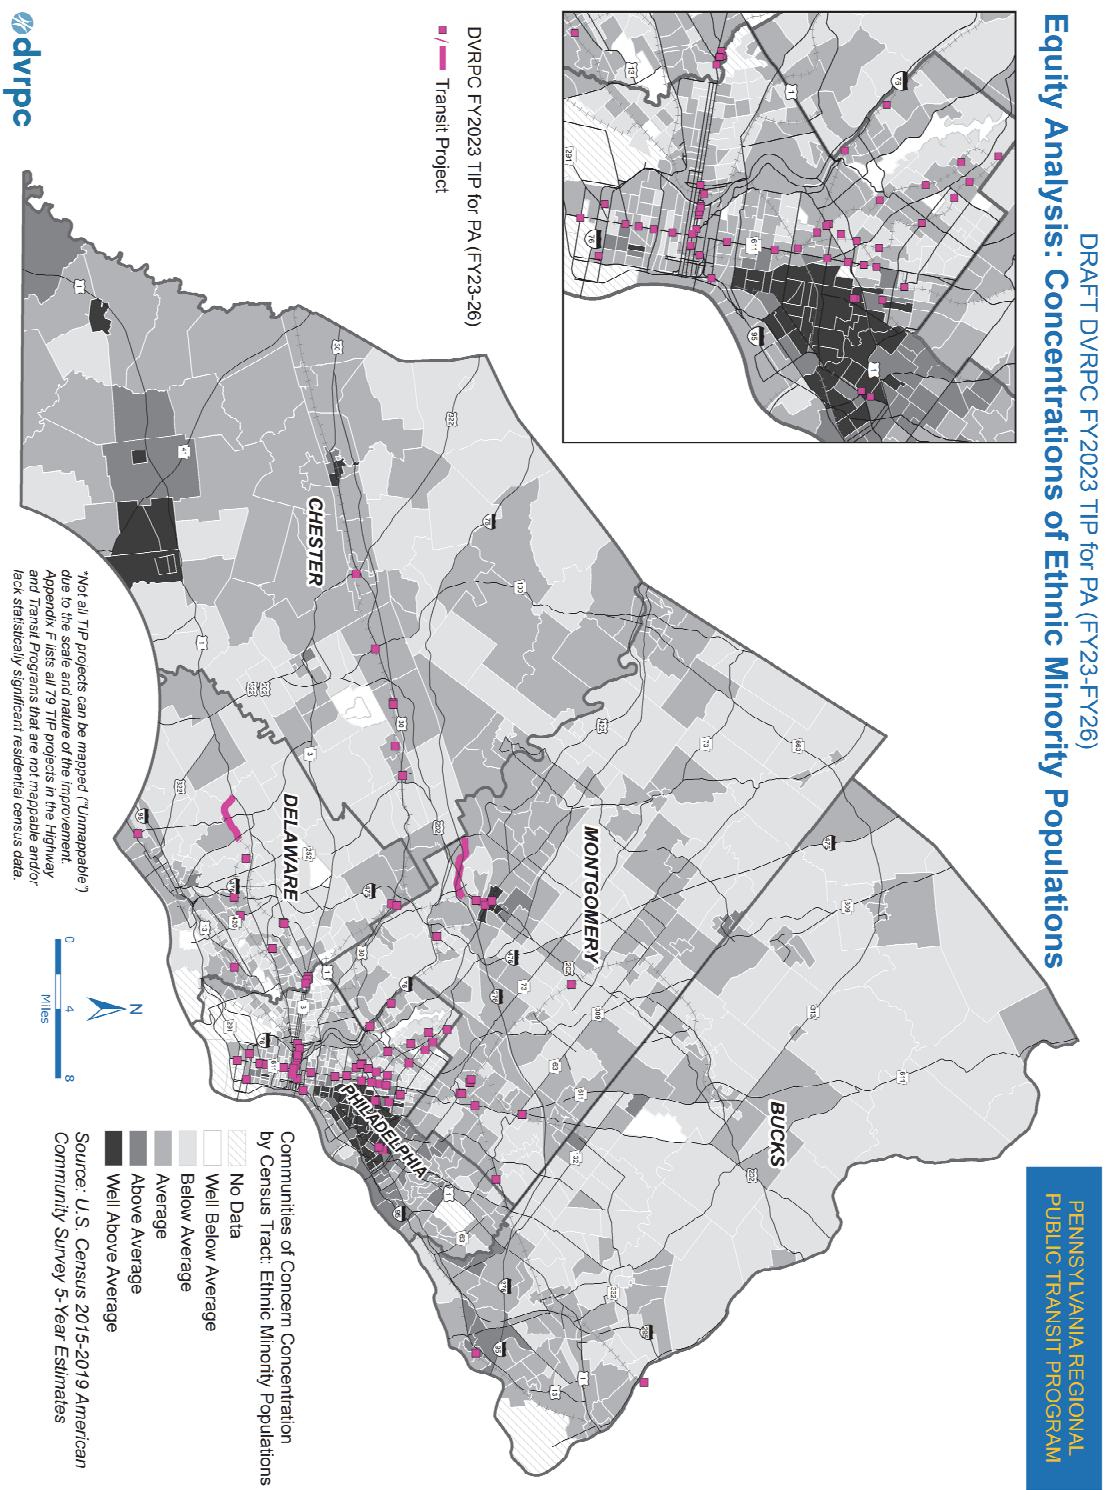 DRAFT DVRPC FY2023 TIP for PA (FY23-FY26)
Equity Analysis: Concentrations of Ethnic Minority Populations
PENNSYLVANIA REGIONAL
PUBLIC TRANSIT PROGRAM
DVRPC FY2023 TIP for PA (FY23-26)
Transit Project
CHESTER
DELAWARE
MONTGOMERY
BUCKS
PHILADELPHIA
*Not all TIP projects can be mapped ("Unmappable")
due to the scale and nature of the improvement.
Appendix F lists all 79 TIP projects in the Highway
and Transit Programs that are not mappable and/or
lack statistically significant residential census data.
N
0 4 8
Miles
Communities of Concern Concentration
by Census Tract: Ethnic Minority Populations
No Data
Well Below Average
Below Average
Average
Above Average
Well Above Average
Source: U.S. Census 2015-2019 American
Community Survey 5-Year Estimates
dvrpc